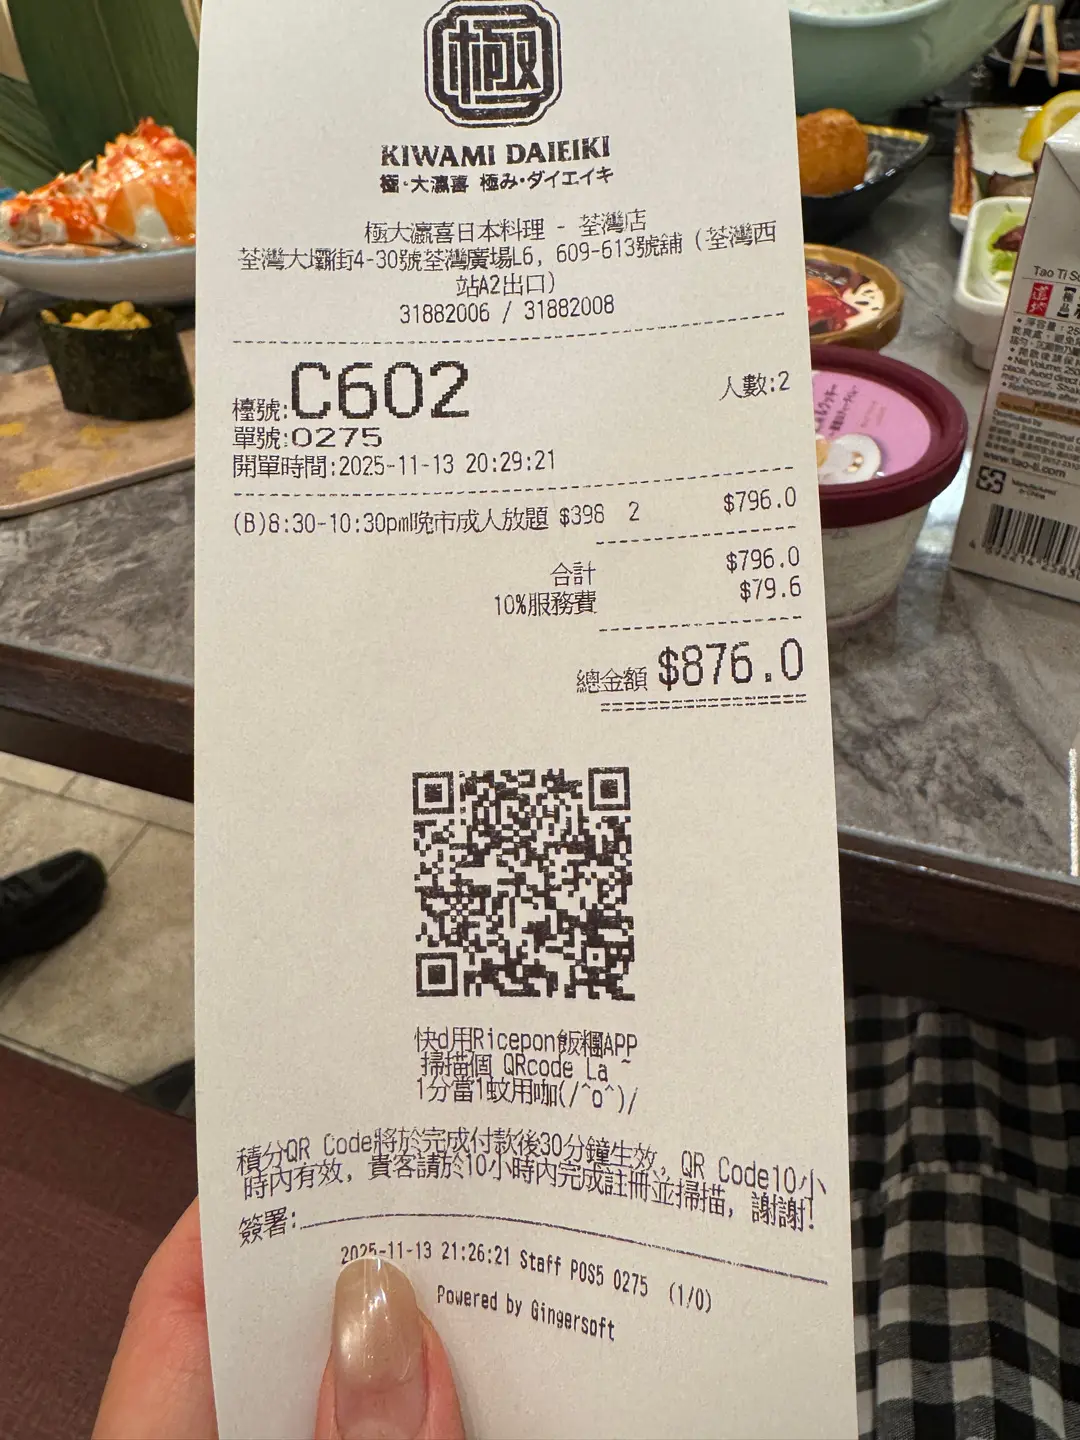 極
KIWAMI DAIEIKI
極·大瀛喜 極み·ダイエイキ
極大瀛喜日本料理 - 荃灣店
荃灣大壩街4-30號荃灣廣場L6, 609-613號舖 (荃灣西
站A2出口)
31882006 / 31882008
檯號:C602 人數:2
單號:0275
開單時間:2025-11-13 20:29:21
(B)8:30-10:30pm晚市成人放題 $398 2 $796.0
合計 $796.0
10%服務費 $79.6
總金額 $876.0
快d用Ricepon飯糰APP
掃描個 QRcode La ~
1分當1蚊用咖(/^o^)/
積分QR Code將於完成付款後30分鐘生效, QR Code10小
時內有效, 貴客請於10小時內完成註冊並掃描, 謝謝!
簽署:
2025-11-13 21:26:21 Staff POS5 0275 (1/0)
Powered by Gingersoft
Tao Ti
www.tao-ti.com
Manufactured
in China